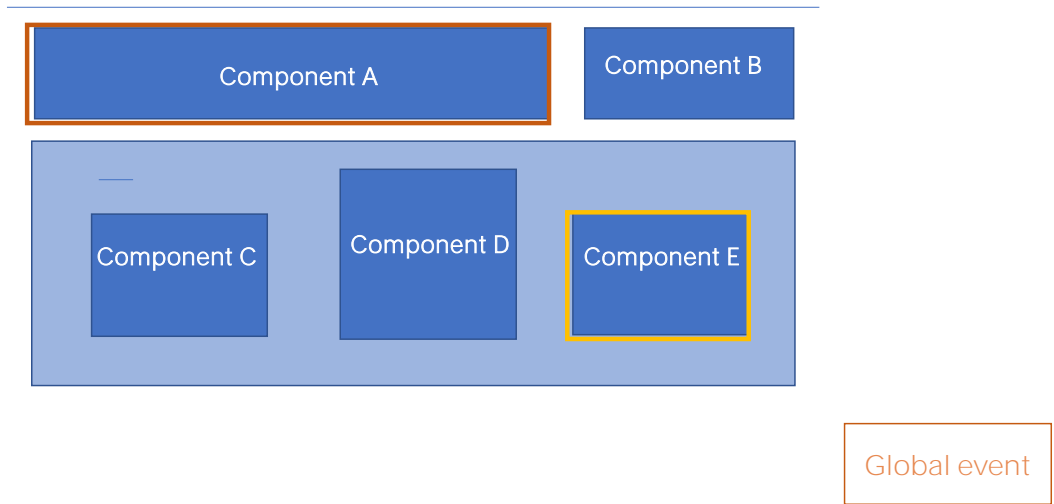 Component A
Component B
Component C
Component D
Component E
Global event